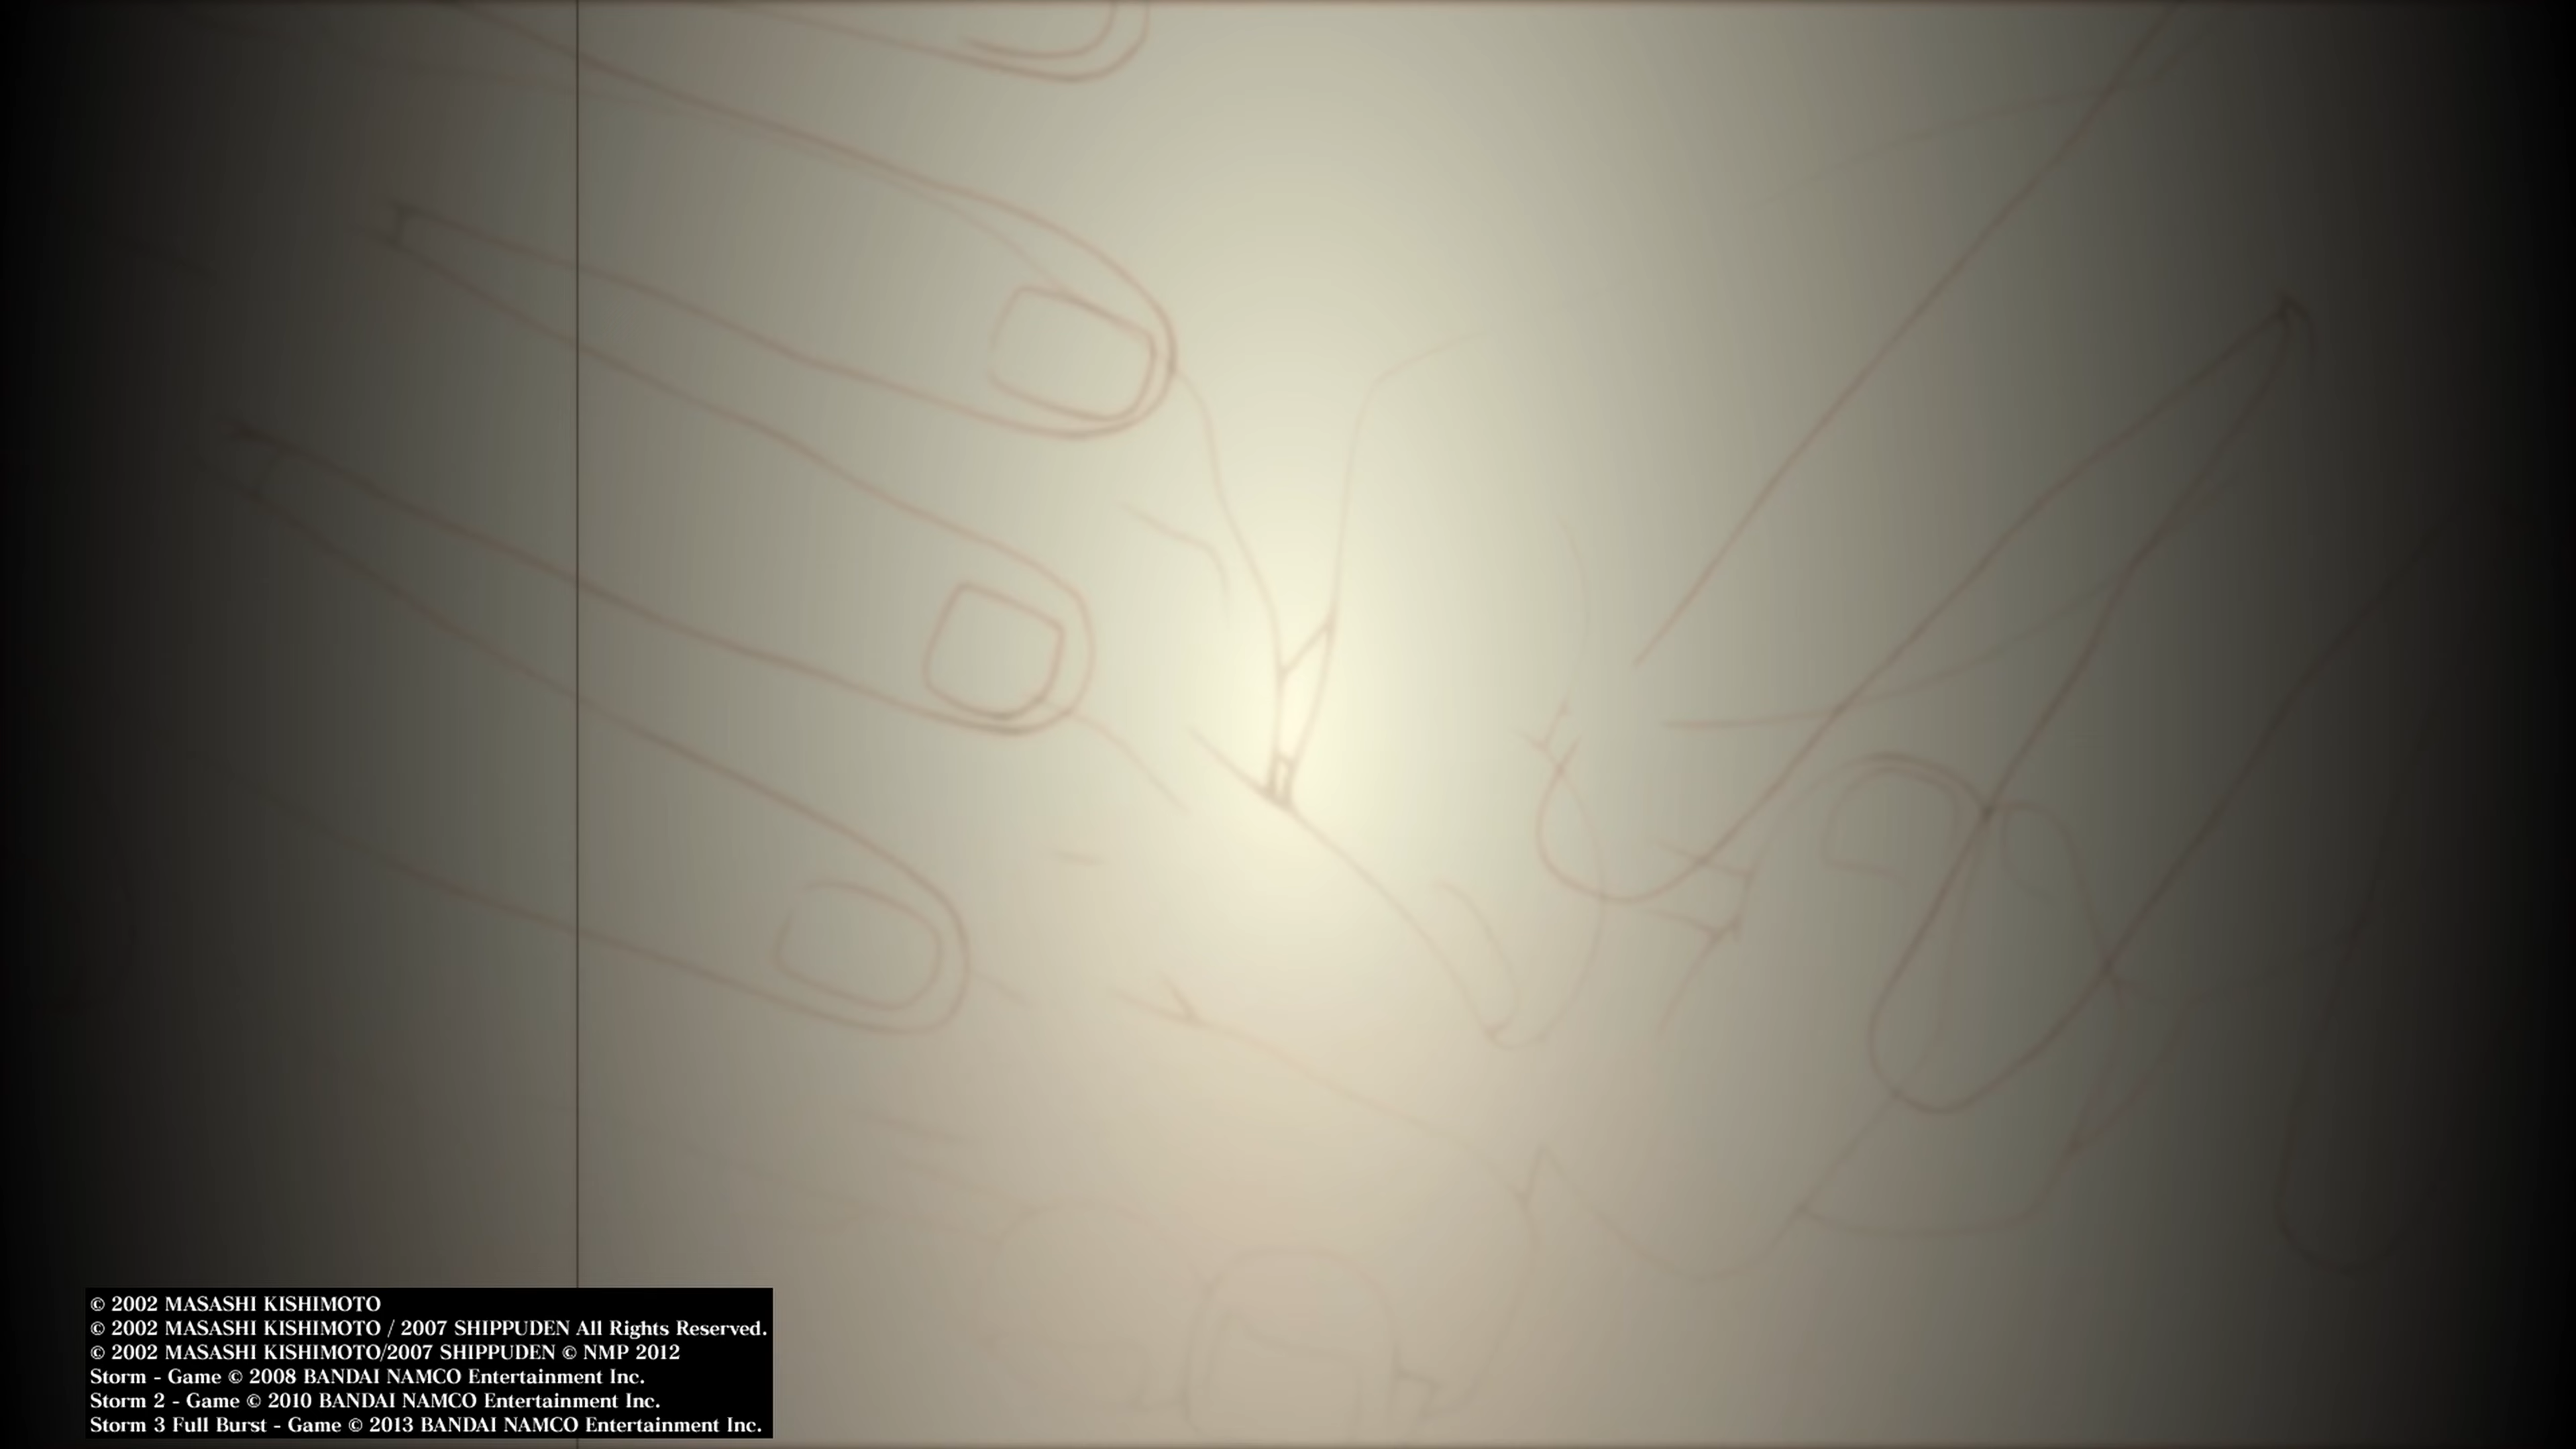 © 2002 MASASHI KISHIMOTO
© 2002 MASASHI KISHIMOTO / 2007 SHIPPUDEN All Rights Reserved.
© 2002 MASASHI KISHIMOTO/2007 SHIPPUDEN © NMP 2012
Storm - Game © 2008 BANDAI NAMCO Entertainment Inc.
Storm 2 - Game © 2010 BANDAI NAMCO Entertainment Inc.
Storm 3 Full Burst - Game © 2013 BANDAI NAMCO Entertainment Inc.